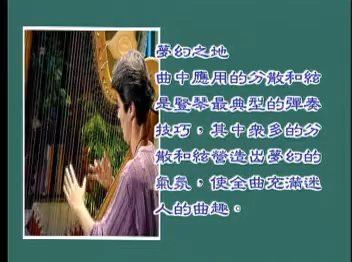 夢幻之地
曲中應用的分散和絃
是豎琴最典型的彈奏
技巧，其中眾多的分
散和絃營造出夢幻的
氣氛，使全曲充滿迷
人的曲趣。